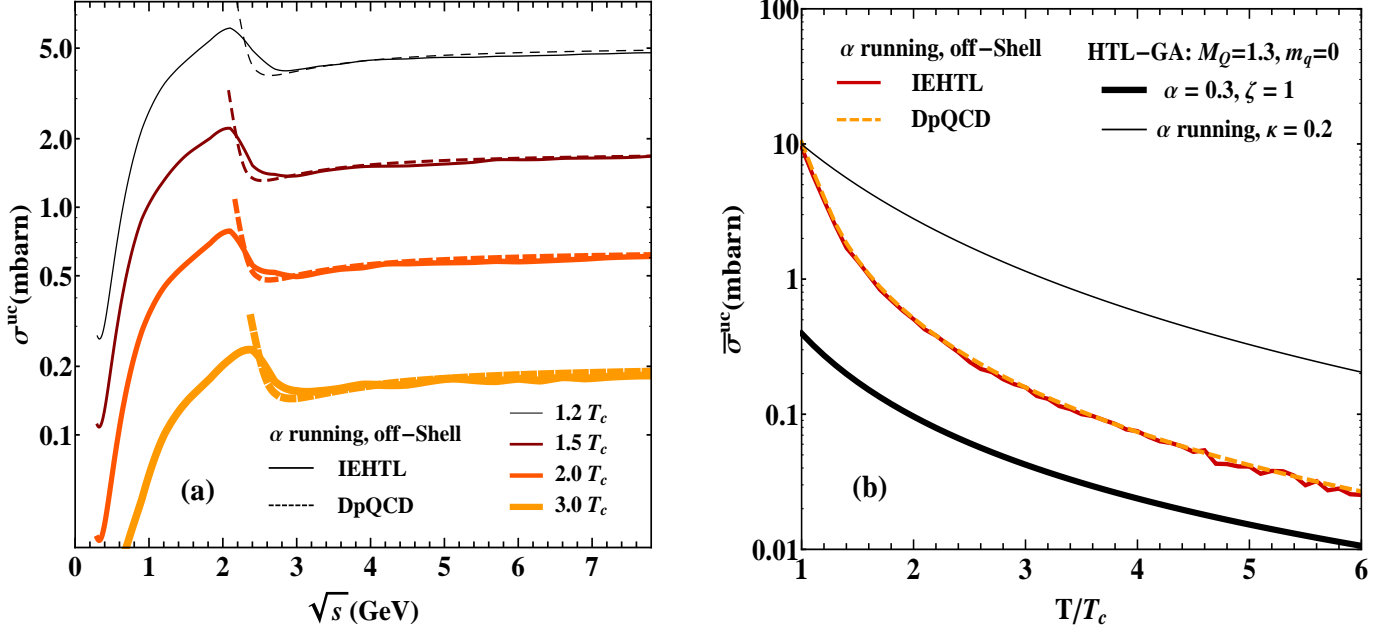 5.0
2.0
1.0
0.5
0.2
0.1
σ^uc(mbarn)
α running, off-Shell
IEHTL
DpQCD
1.2 T_c
1.5 T_c
2.0 T_c
3.0 T_c
(a)
0 1 2 3 4 5 6 7
√s (GeV)
100
10
1
0.1
0.01
σ̅^uc(mbarn)
α running, off-Shell
IEHTL
DpQCD
HTL-GA: M_Q=1.3, m_q=0
α = 0.3, ζ = 1
α running, κ = 0.2
(b)
1 2 3 4 5 6
T/T_c